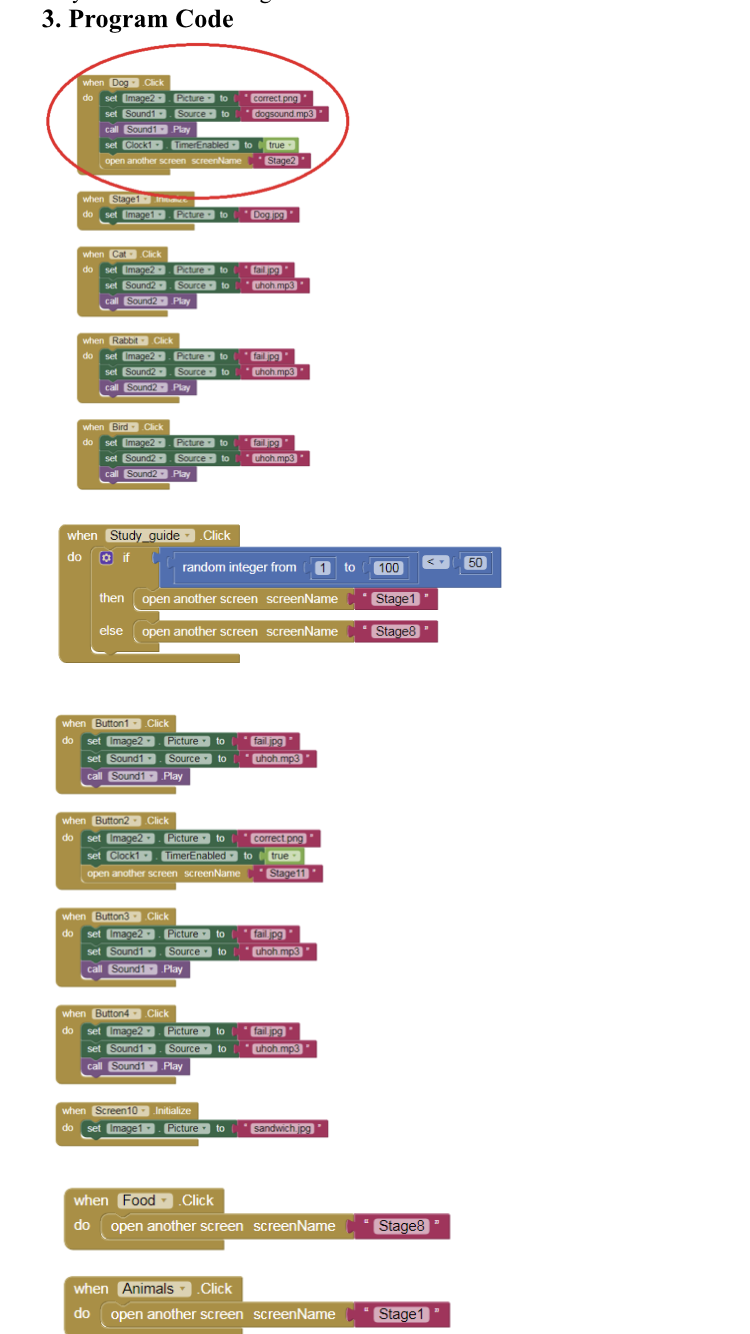 3. Program Code
when Dog .Click
do set Image2 . Picture to " correct.png "
set Sound1 . Source to " dogsound.mp3 "
call Sound1 .Play
set Clock1 . TimerEnabled to true
open another screen screenName " Stage2 "
when Stage1 .Initialize
do set Image1 . Picture to " Dog.jpg "
when Cat .Click
do set Image2 . Picture to " fail.jpg "
set Sound2 . Source to " uhoh.mp3 "
call Sound2 .Play
when Rabbit .Click
do set Image2 . Picture to " fail.jpg "
set Sound2 . Source to " uhoh.mp3 "
call Sound2 .Play
when Bird .Click
do set Image2 . Picture to " fail.jpg "
set Sound2 . Source to " uhoh.mp3 "
call Sound2 .Play
when Study_guide .Click
do if random integer from 1 to 100 < 50
then open another screen screenName " Stage1 "
else open another screen screenName " Stage8 "
when Button1 .Click
do set Image2 . Picture to " fail.jpg "
set Sound1 . Source to " uhoh.mp3 "
call Sound1 .Play
when Button2 .Click
do set Image2 . Picture to " correct.png "
set Clock1 . TimerEnabled to true
open another screen screenName " Stage11 "
when Button3 .Click
do set Image2 . Picture to " fail.jpg "
set Sound1 . Source to " uhoh.mp3 "
call Sound1 .Play
when Button4 .Click
do set Image2 . Picture to " fail.jpg "
set Sound1 . Source to " uhoh.mp3 "
call Sound1 .Play
when Screen10 .Initialize
do set Image1 . Picture to " sandwich.jpg "
when Food .Click
do open another screen screenName " Stage8 "
when Animals .Click
do open another screen screenName " Stage1 "